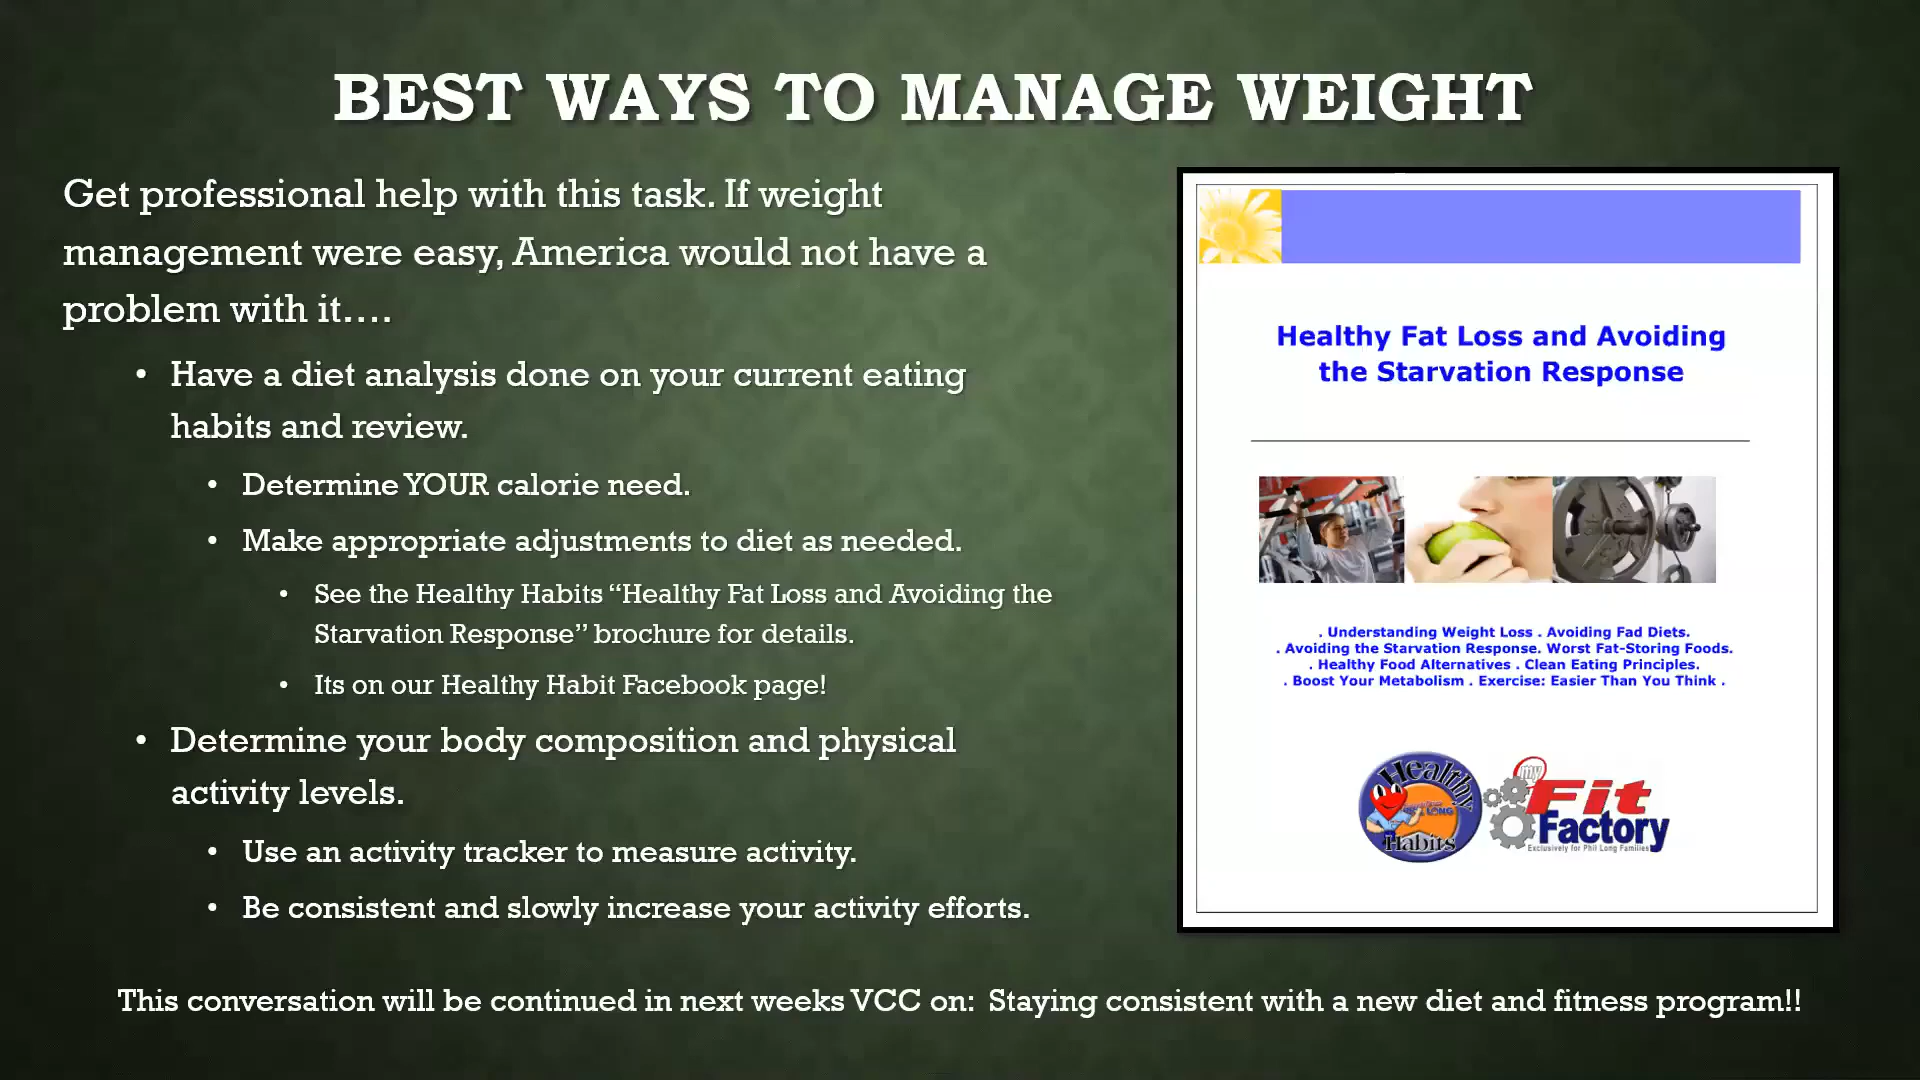 BEST WAYS TO MANAGE WEIGHT
Get professional help with this task. If weight
management were easy, America would not have a
problem with it….
• Have a diet analysis done on your current eating
habits and review.
• Determine YOUR calorie need.
• Make appropriate adjustments to diet as needed.
• See the Healthy Habits “Healthy Fat Loss and Avoiding the
Starvation Response” brochure for details.
• Its on our Healthy Habit Facebook page!
• Determine your body composition and physical
activity levels.
• Use an activity tracker to measure activity.
• Be consistent and slowly increase your activity efforts.
Healthy Fat Loss and Avoiding
the Starvation Response
. Understanding Weight Loss . Avoiding Fad Diets.
. Avoiding the Starvation Response. Worst Fat-Storing Foods.
. Healthy Food Alternatives . Clean Eating Principles.
. Boost Your Metabolism . Exercise: Easier Than You Think .
Healthy
Habits
my
Fit
Factory
Exclusively for Phil Long Families
This conversation will be continued in next weeks VCC on:  Staying consistent with a new diet and fitness program!!